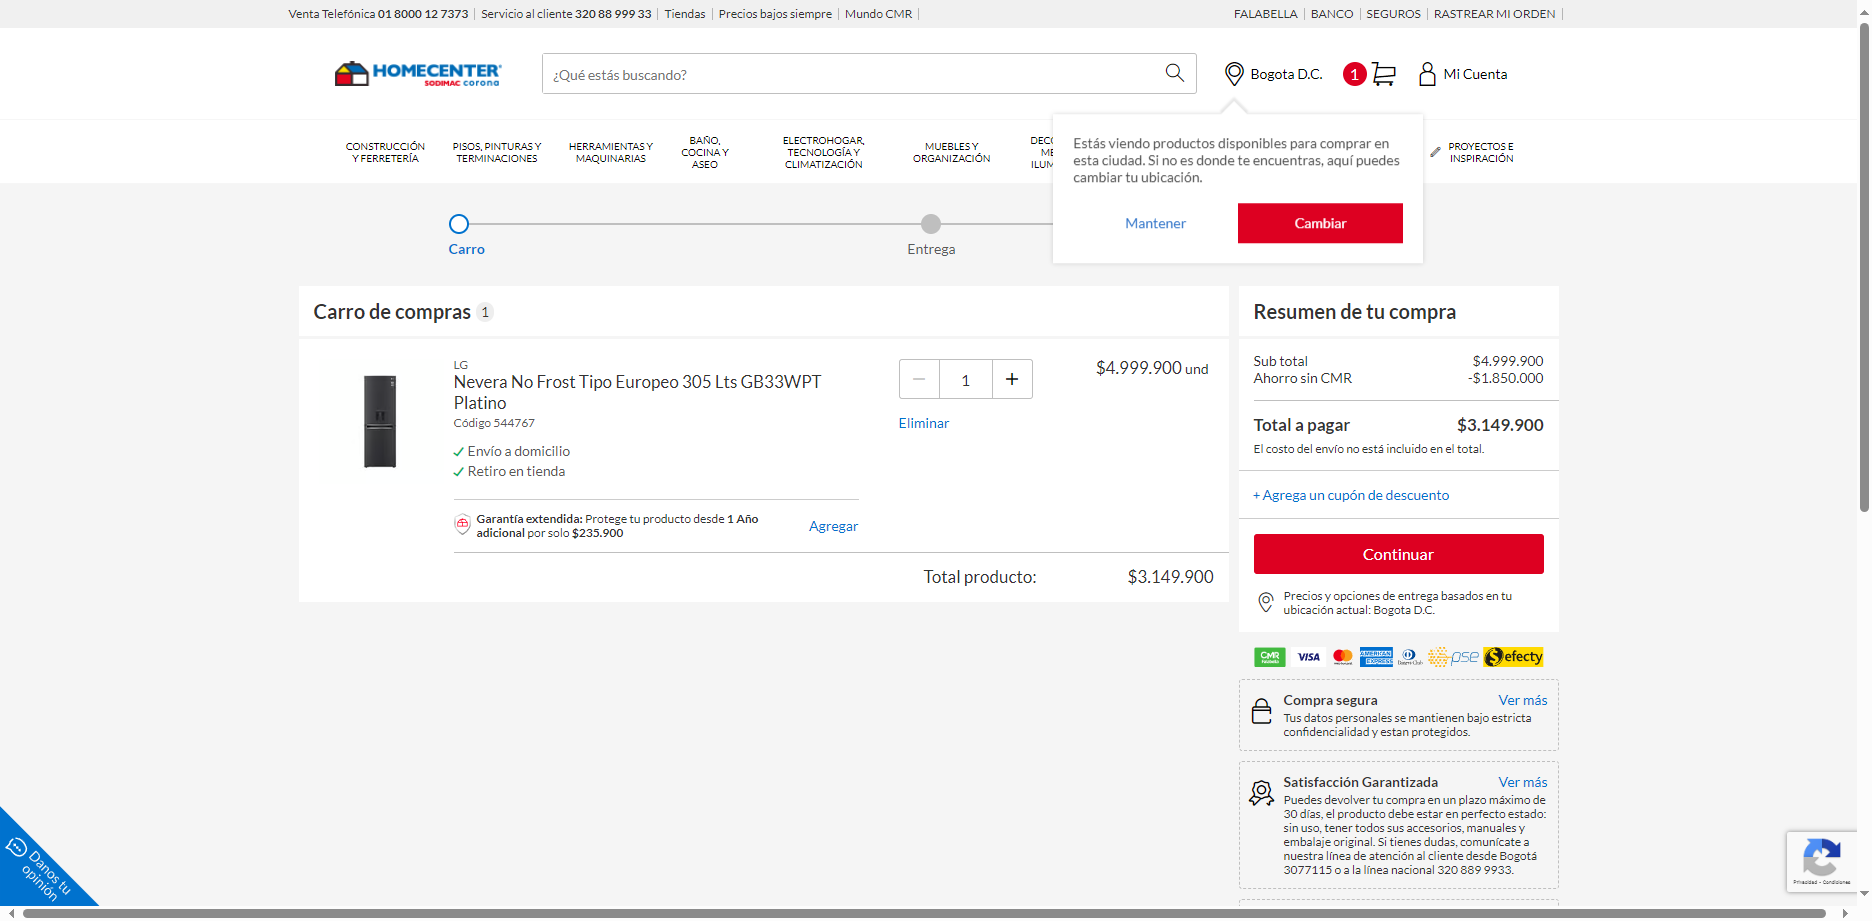 Venta Telefónica 01 8000 12 7373
Servicio al cliente 320 88 999 33
Tiendas
Precios bajos siempre
Mundo CMR
FALABELLA
BANCO
SEGUROS
RASTREAR MI ORDEN
HOMECENTER
SODIMAC corona
¿Qué estás buscando?
Bogota D.C.
1
Mi Cuenta
CONSTRUCCIÓN
Y FERRETERÍA
PISOS, PINTURAS Y
TERMINACIONES
HERRAMIENTAS Y
MAQUINARIAS
BAÑO,
COCINA Y
ASEO
ELECTROHOGAR,
TECNOLOGÍA Y
CLIMATIZACIÓN
MUEBLES Y
ORGANIZACIÓN
DECO
ME
ILUM
PROYECTOS E
INSPIRACIÓN
Estás viendo productos disponibles para comprar en
esta ciudad. Si no es donde te encuentras, aquí puedes
cambiar tu ubicación.
Mantener
Cambiar
Carro
Entrega
Carro de compras 1
LG
Nevera No Frost Tipo Europeo 305 Lts GB33WPT
Platino
Código 544767
Envío a domicilio
Retiro en tienda
1
Eliminar
$4.999.900 und
Garantía extendida: Protege tu producto desde 1 Año
adicional por solo $235.900
Agregar
Total producto: $3.149.900
Resumen de tu compra
Sub total $4.999.900
Ahorro sin CMR -$1.850.000
Total a pagar $3.149.900
El costo del envío no está incluido en el total.
+ Agrega un cupón de descuento
Continuar
Precios y opciones de entrega basados en tu
ubicación actual: Bogota D.C.
CMR
VISA
AMERICAN EXPRESS
pse
efecty
Compra segura Ver más
Tus datos personales se mantienen bajo estricta
confidencialidad y estan protegidos.
Satisfacción Garantizada Ver más
Puedes devolver tu compra en un plazo máximo de
30 días, el producto debe estar en perfecto estado:
sin uso, tener todos sus accesorios, manuales y
embalaje original. Si tienes dudas, comunícate a
nuestra línea de atención al cliente desde Bogotá
3077115 o a la línea nacional 320 889 9933.
Danos tu
opinión
Privacidad - Condiciones